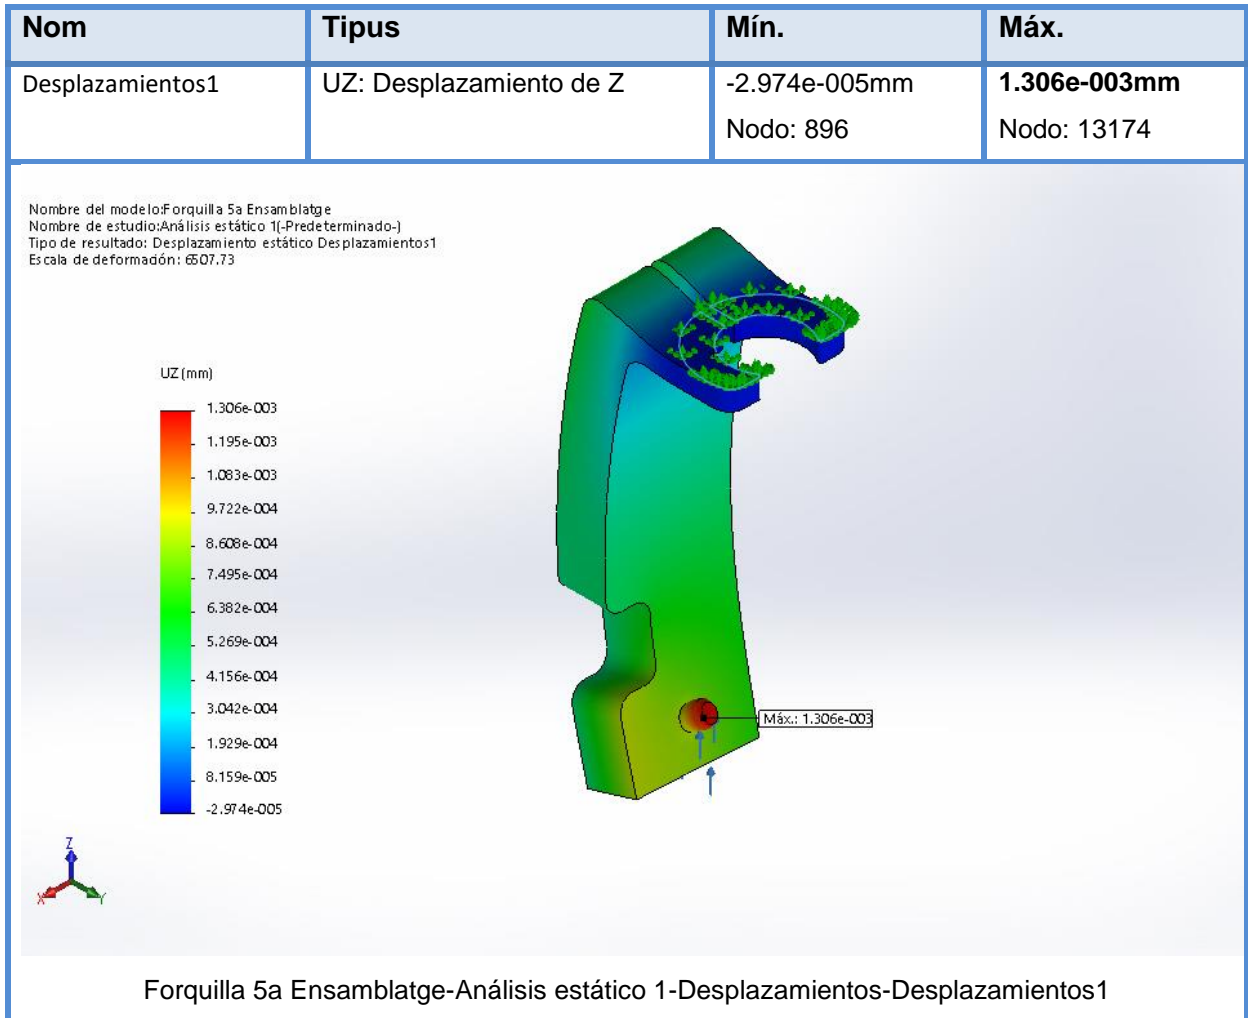 Nom Tipus Mín. Máx.
Desplazamientos1 UZ: Desplazamiento de Z -2.974e-005mm 1.306e-003mm
Nodo: 896 Nodo: 13174
Nombre del modelo:Forquilla 5a Ensamblatge
Nombre de estudio:Análisis estático 1(-Predeterminado-)
Tipo de resultado: Desplazamiento estático Desplazamientos1
Escala de deformación: 6507.73
UZ (mm)
1.306e-003
1.195e-003
1.083e-003
9.722e-004
8.608e-004
7.495e-004
6.382e-004
5.269e-004
4.156e-004
3.042e-004
1.929e-004
8.159e-005
-2.974e-005
Máx.: 1.306e-003
Z
X
Y
Forquilla 5a Ensamblatge-Análisis estático 1-Desplazamientos-Desplazamientos1